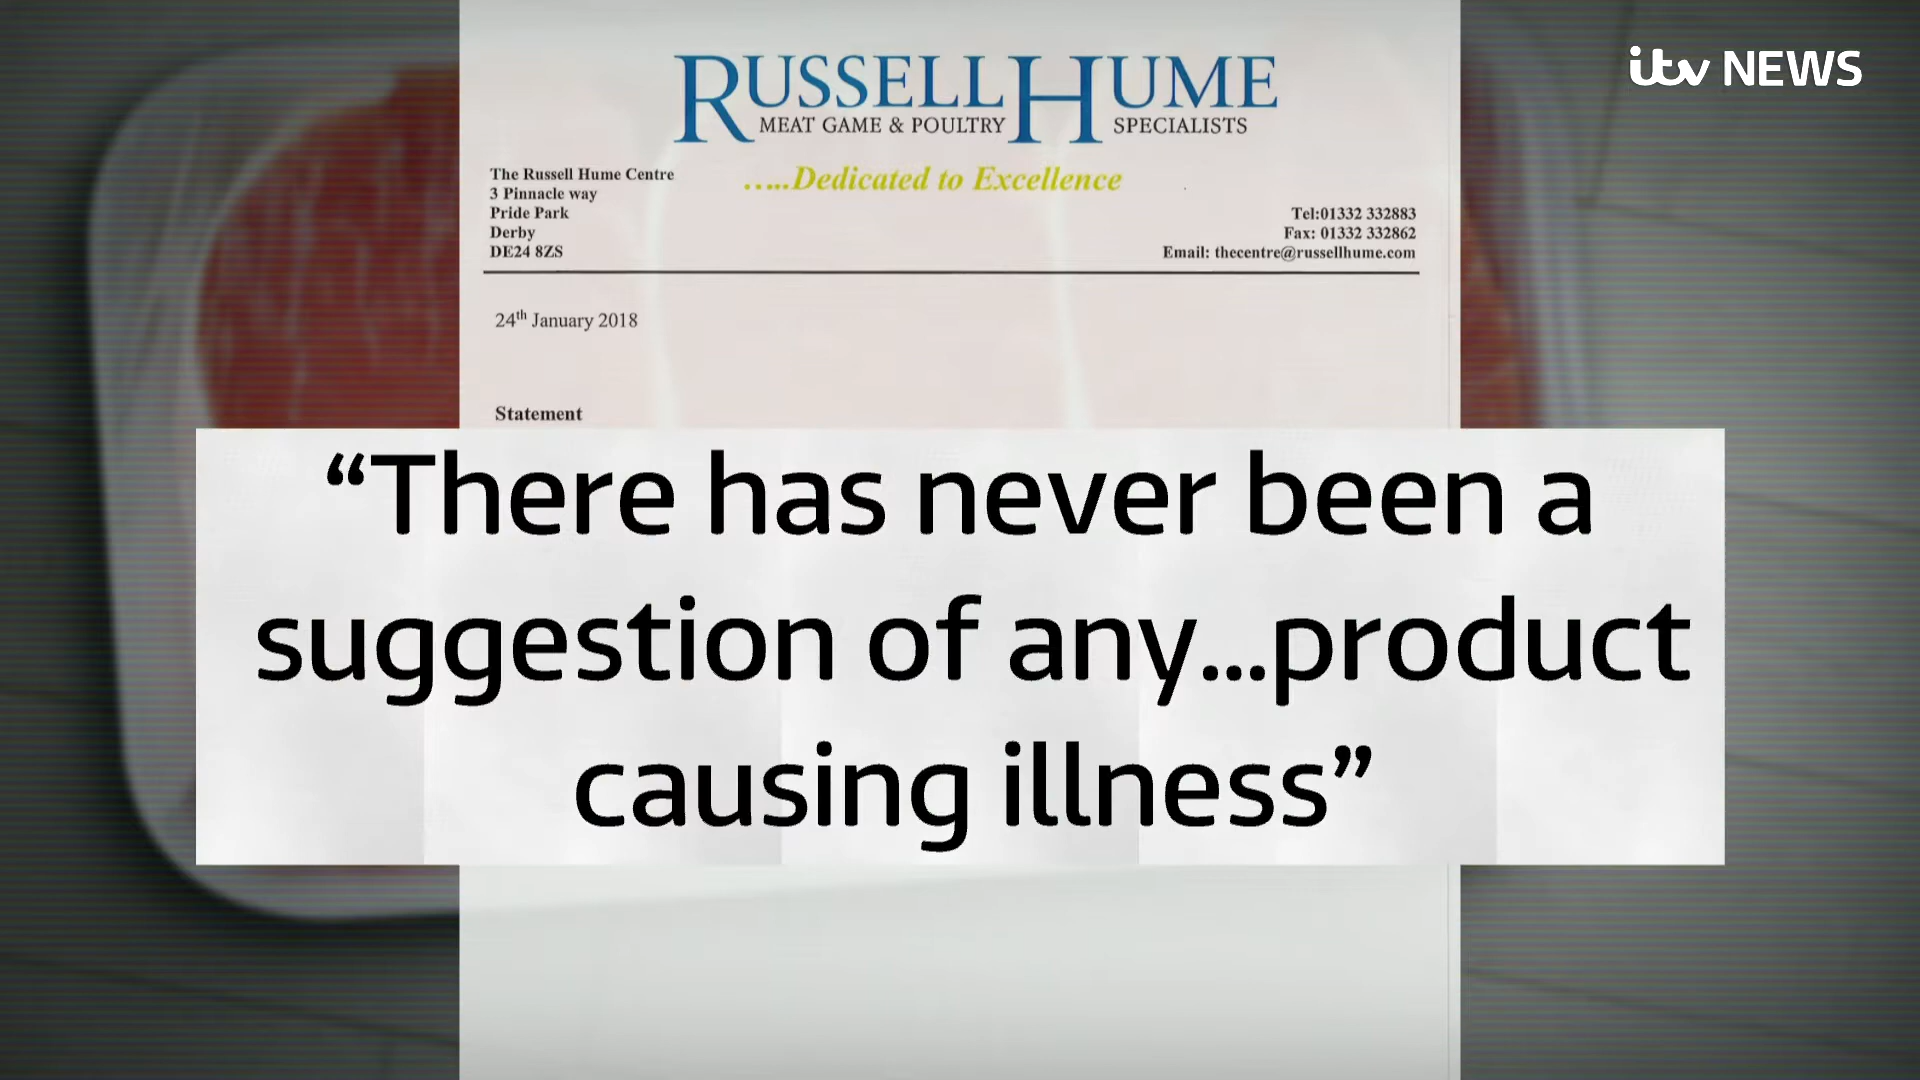 itv NEWS
RUSSELL HUME
MEAT GAME & POULTRY SPECIALISTS
.....Dedicated to Excellence
The Russell Hume Centre
3 Pinnacle way
Pride Park
Derby
DE24 8ZS
Tel:01332 332883
Fax: 01332 332862
Email: thecentre@russellhume.com
24th January 2018
Statement
“There has never been a
suggestion of any...product
causing illness”